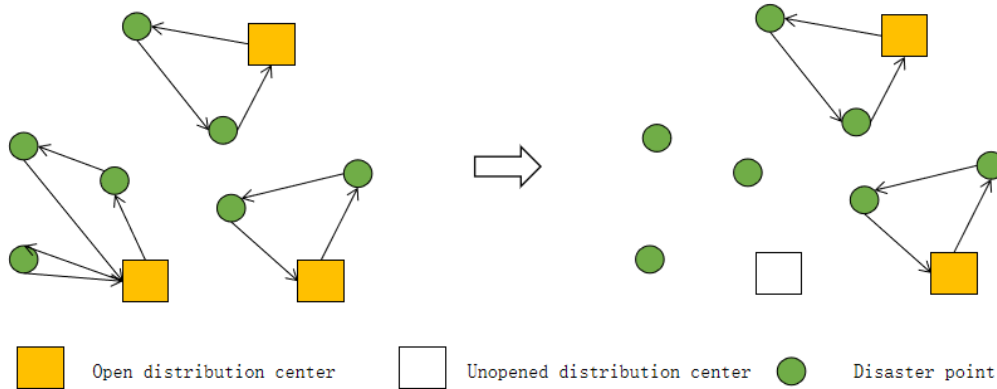 Open distribution center
Unopened distribution center
Disaster point